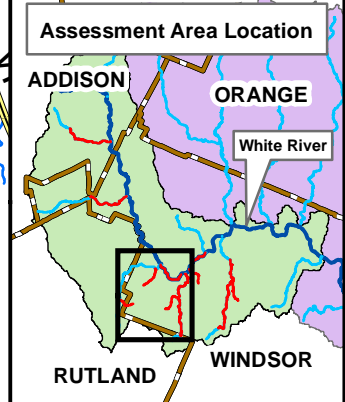 Assessment Area Location
ADDISON
ORANGE
White River
WINDSOR
RUTLAND